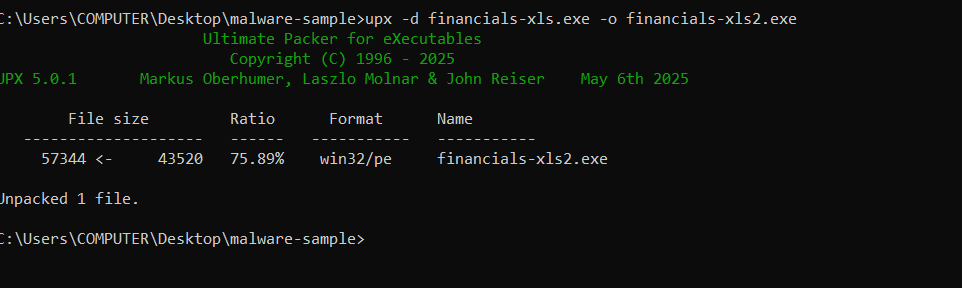 C:\Users\COMPUTER\Desktop\malware-sample>upx -d financials-xls.exe -o financials-xls2.exe
Ultimate Packer for eXecutables
Copyright (C) 1996 - 2025
UPX 5.0.1 Markus Oberhumer, Laszlo Molnar & John Reiser May 6th 2025
File size Ratio Format Name
-------------------- ------ ----------- -----------
57344 <- 43520 75.89% win32/pe financials-xls2.exe
Unpacked 1 file.
C:\Users\COMPUTER\Desktop\malware-sample>